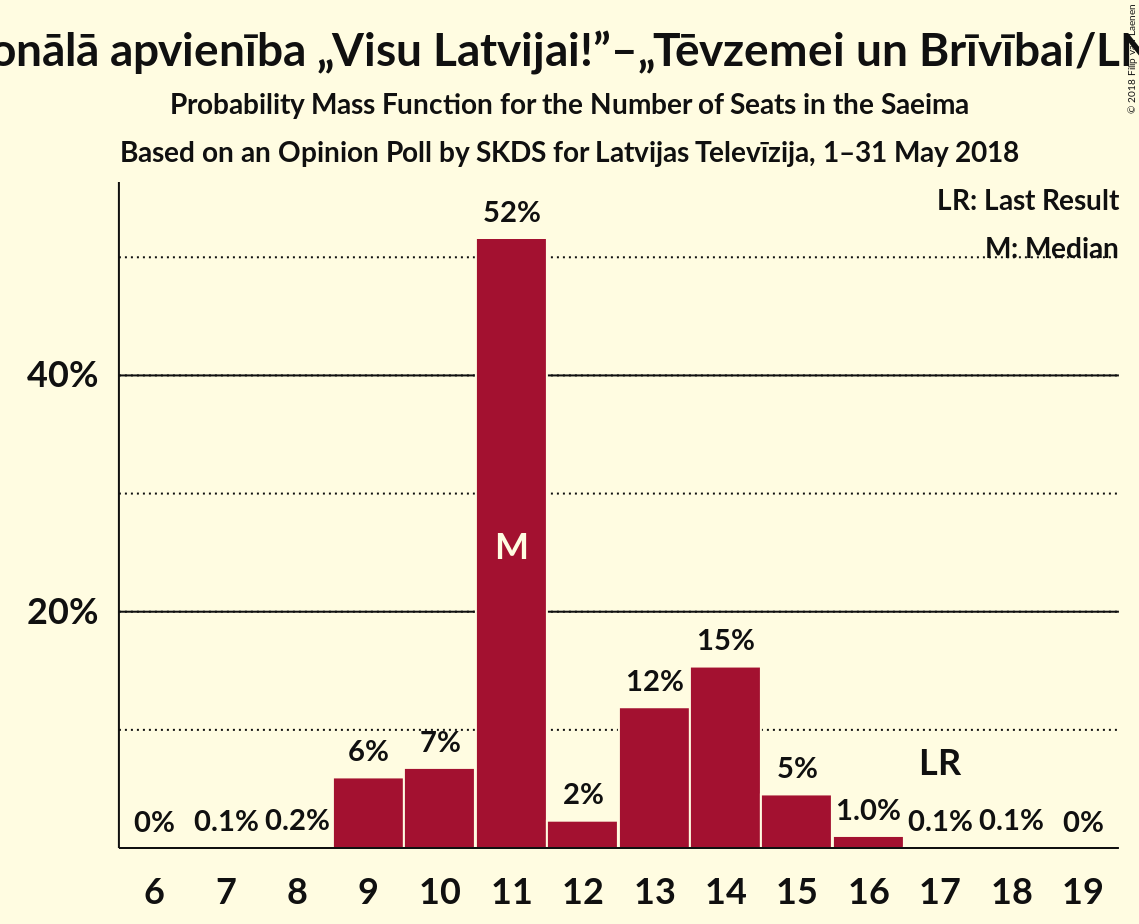 onālā apvienība „Visu Latvijai!”–„Tēvzemei un Brīvībai/LN
Probability Mass Function for the Number of Seats in the Saeima
Based on an Opinion Poll by SKDS for Latvijas Televīzija, 1–31 May 2018
© 2018 Filip van Laenen
LR: Last Result
M: Median
52%
40%
M
20%
15%
12%
7%
6%
5%
LR
2%
1.0%
0% 0.1% 0.2% 0.1% 0.1% 0%
6 7 8 9 10 11 12 13 14 15 16 17 18 19